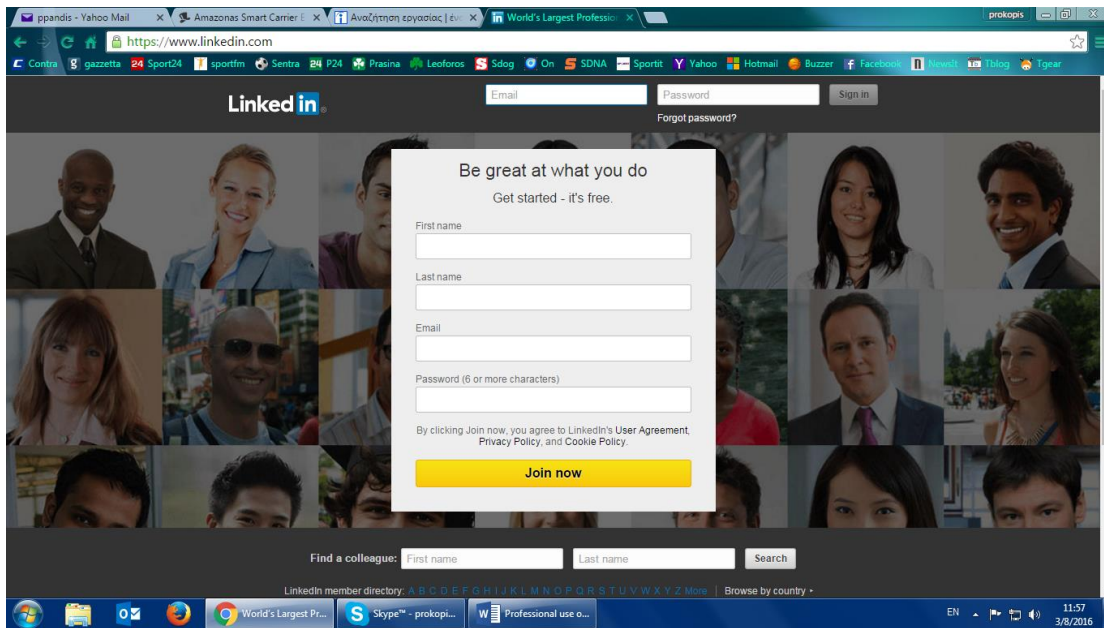 ppandis - Yahoo Mail
Amazonas Smart Carrier
Αναζήτηση εργασίας | ένα
World's Largest Profession
prokopis
https://www.linkedin.com
Contra gazzetta Sport24 sportfm Sentra P24 Prasina Leoforos Sdog On SDNA Sportit Yahoo Hotmail Buzzer Facebook NewsIt Tblog Tgear
Linked in
Email Password Sign in
Forgot password?
Be great at what you do
Get started - it's free.
First name
Last name
Email
Password (6 or more characters)
By clicking Join now, you agree to LinkedIn's User Agreement,
Privacy Policy, and Cookie Policy.
Join now
Find a colleague: First name Last name Search
LinkedIn member directory: A B C D E F G H I J K L M N O P Q R S T U V W X Y Z More | Browse by country
World's Largest Pr... Skype™ - prokopi... Professional use o... EN 11:57
3/8/2016